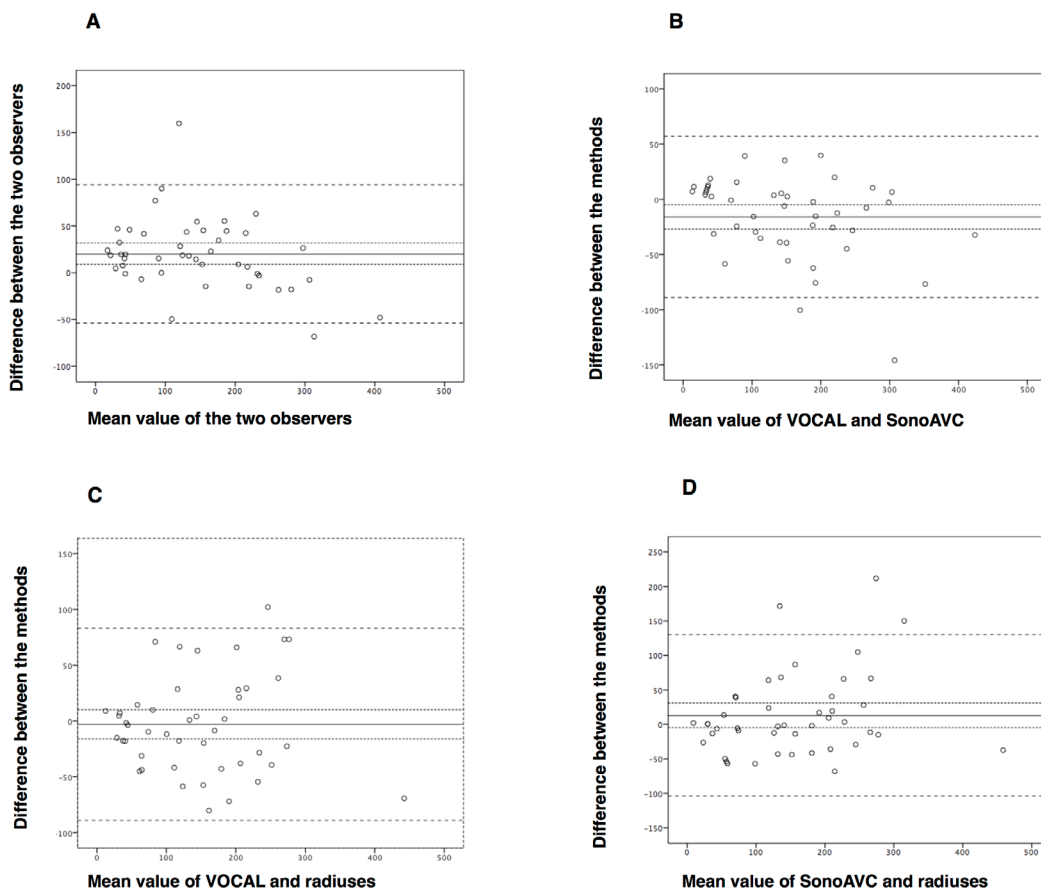 A
Difference between the two observers
200
150
100
50
0
-50
-100
0 100 200 300 400 500
Mean value of the two observers
B
Difference between the methods
100
50
0
-50
-100
-150
0 100 200 300 400 500
Mean value of VOCAL and SonoAVC
C
Difference between the methods
150
100
50
0
-50
-100
0 100 200 300 400 500
Mean value of VOCAL and radiuses
D
Difference between the methods
250
200
150
100
50
0
-50
-100
-150
0 100 200 300 400 500
Mean value of SonoAVC and radiuses